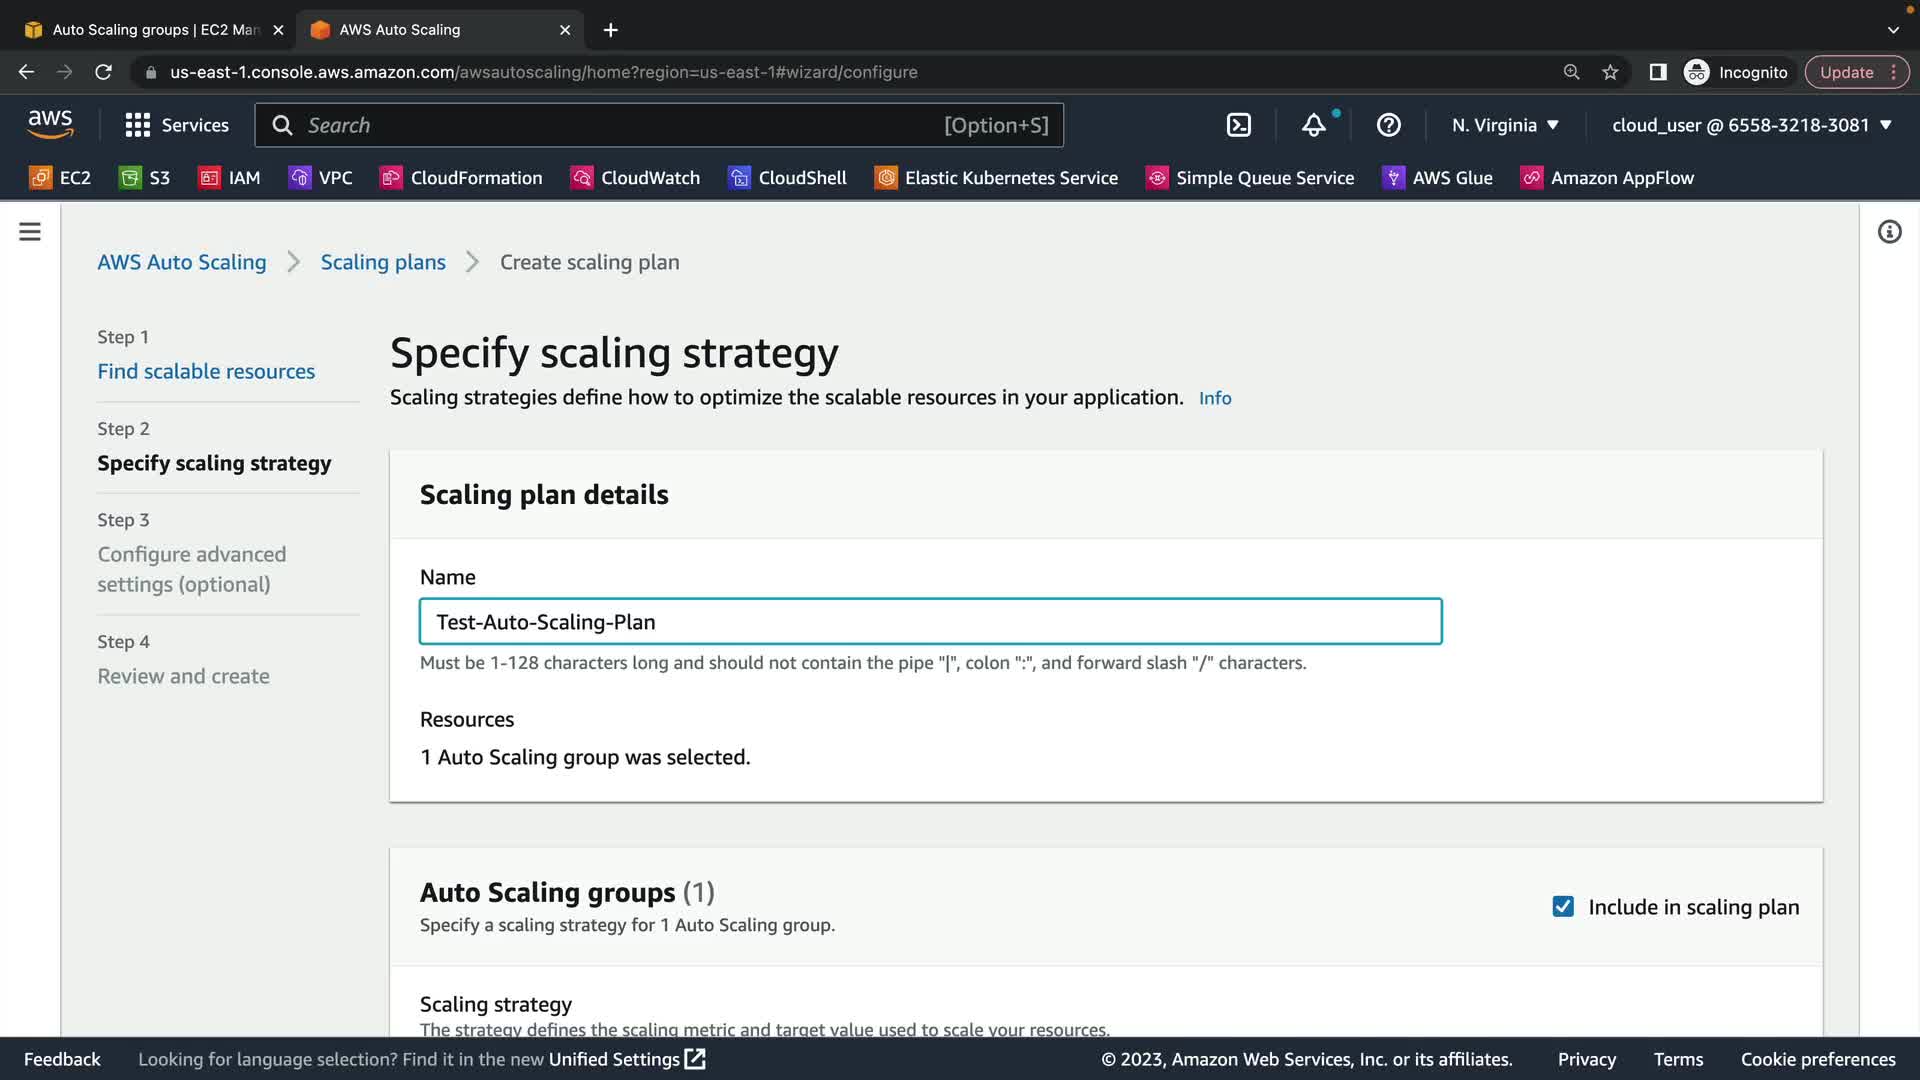 Auto Scaling groups | EC2 Man
AWS Auto Scaling
us-east-1.console.aws.amazon.com/awsautoscaling/home?region=us-east-1#wizard/configure
Incognito
Update
aws
Services
Search
[Option+S]
N. Virginia
cloud_user @ 6558-3218-3081
EC2
S3
IAM
VPC
CloudFormation
CloudWatch
CloudShell
Elastic Kubernetes Service
Simple Queue Service
AWS Glue
Amazon AppFlow
AWS Auto Scaling
Scaling plans
Create scaling plan
Step 1
Find scalable resources
Step 2
Specify scaling strategy
Step 3
Configure advanced
settings (optional)
Step 4
Review and create
Specify scaling strategy
Scaling strategies define how to optimize the scalable resources in your application. Info
Scaling plan details
Name
Test-Auto-Scaling-Plan
Must be 1-128 characters long and should not contain the pipe "|", colon ":", and forward slash "/" characters.
Resources
1 Auto Scaling group was selected.
Auto Scaling groups (1)
Specify a scaling strategy for 1 Auto Scaling group.
Include in scaling plan
Scaling strategy
The strategy defines the scaling metric and target value used to scale your resources.
Feedback
Looking for language selection? Find it in the new Unified Settings
© 2023, Amazon Web Services, Inc. or its affiliates.
Privacy
Terms
Cookie preferences